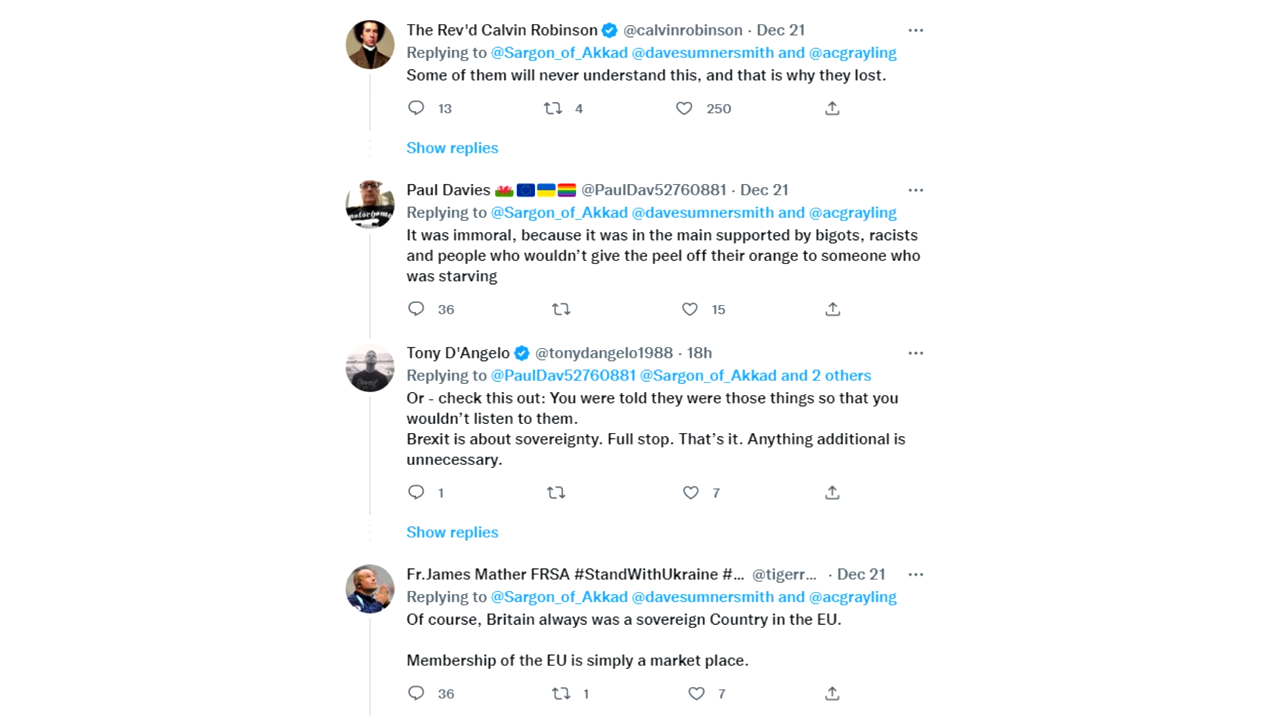 The Rev'd Calvin Robinson @calvinrobinson · Dec 21
Replying to @Sargon_of_Akkad @davesumnersmith and @acgrayling
Some of them will never understand this, and that is why they lost.
13 4 250
Show replies
Paul Davies @PaulDav52760881 · Dec 21
Replying to @Sargon_of_Akkad @davesumnersmith and @acgrayling
It was immoral, because it was in the main supported by bigots, racists
and people who wouldn’t give the peel off their orange to someone who
was starving
36 15
Tony D'Angelo @tonydangelo1988 · 18h
Replying to @PaulDav52760881 @Sargon_of_Akkad and 2 others
Or - check this out: You were told they were those things so that you
wouldn’t listen to them.
Brexit is about sovereignty. Full stop. That’s it. Anything additional is
unnecessary.
1 7
Show replies
Fr.James Mather FRSA #StandWithUkraine #... @tigerr... · Dec 21
Replying to @Sargon_of_Akkad @davesumnersmith and @acgrayling
Of course, Britain always was a sovereign Country in the EU.
Membership of the EU is simply a market place.
36 1 7